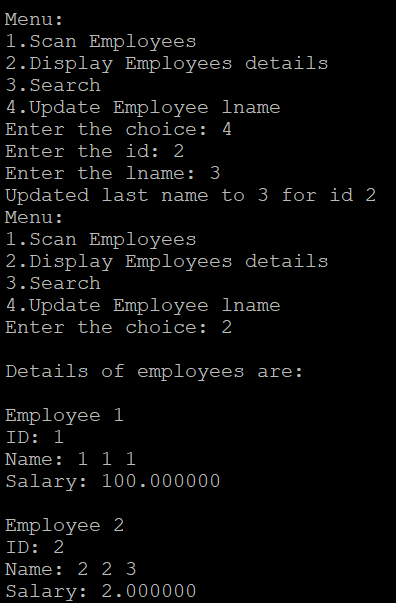 Menu:
1.Scan Employees
2.Display Employees details
3.Search
4.Update Employee lname
Enter the choice: 4
Enter the id: 2
Enter the lname: 3
Updated last name to 3 for id 2
Menu:
1.Scan Employees
2.Display Employees details
3.Search
4.Update Employee lname
Enter the choice: 2
Details of employees are:
Employee 1
ID: 1
Name: 1 1 1
Salary: 100.000000
Employee 2
ID: 2
Name: 2 2 3
Salary: 2.000000